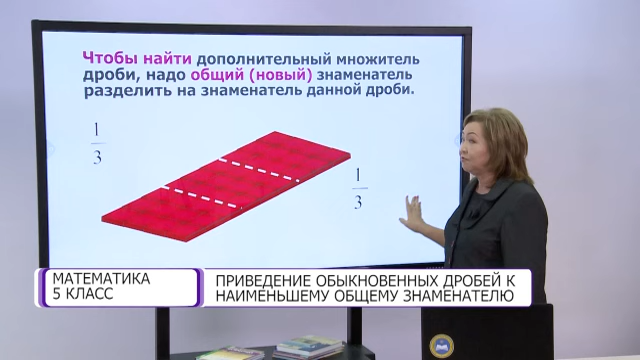 Чтобы найти дополнительный множитель
дроби, надо общий (новый) знаменатель
разделить на знаменатель данной дроби.
1
3
1
3
МАТЕМАТИКА
5 КЛАСС
ПРИВЕДЕНИЕ ОБЫКНОВЕННЫХ ДРОБЕЙ К
НАИМЕНЬШЕМУ ОБЩЕМУ ЗНАМЕНАТЕЛЮ